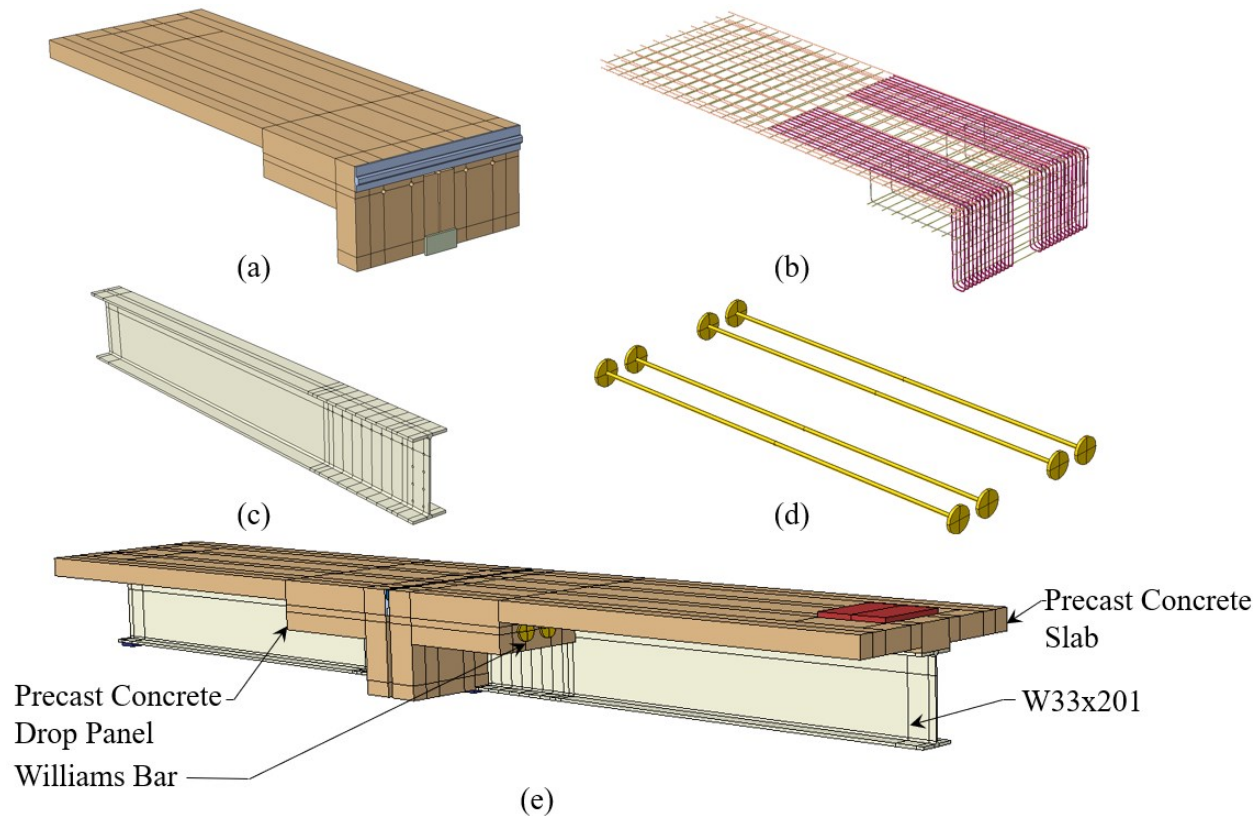 (a)
(b)
(c)
(d)
Precast Concrete
Slab
Precast Concrete
Drop Panel
W33x201
Williams Bar
(e)